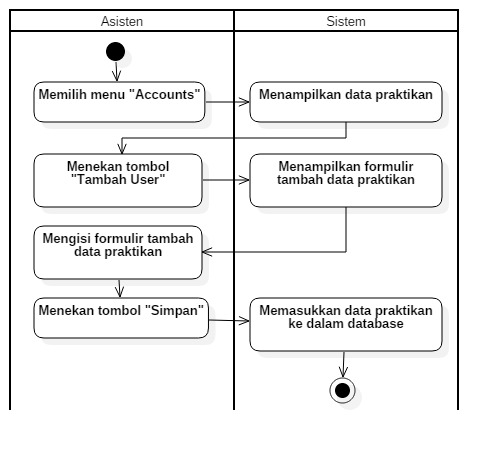 Asisten
Sistem
Memilih menu "Accounts"
Menampilkan data praktikan
Menekan tombol
"Tambah User"
Menampilkan formulir
tambah data praktikan
Mengisi formulir tambah
data praktikan
Menekan tombol "Simpan"
Memasukkan data praktikan
ke dalam database